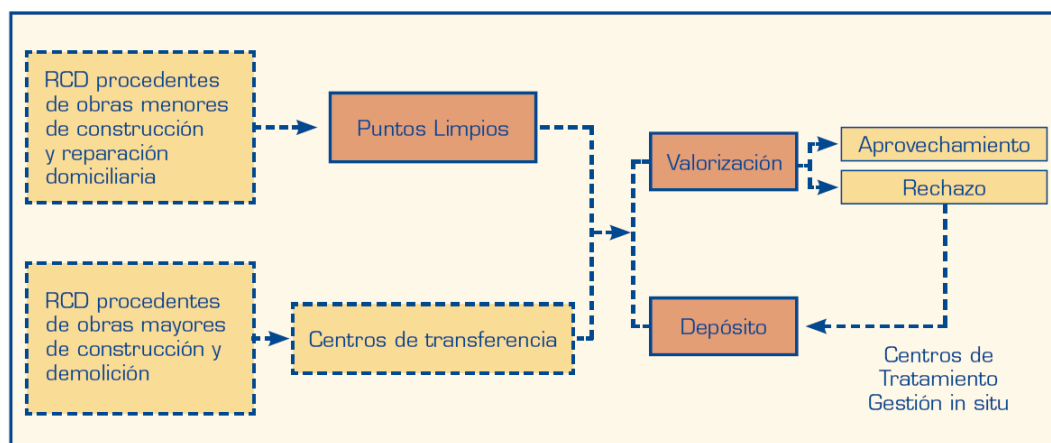 RCD procedentes
de obras menores
de construcción
y reparación
domiciliaria
Puntos Limpios
Valorización
Aprovechamiento
Rechazo
RCD procedentes
de obras mayores
de construcción y
demolición
Centros de transferencia
Depósito
Centros de
Tratamiento
Gestión in situ